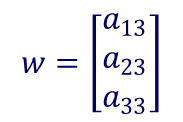 w = [a₁₃
a₂₃
a₃₃]